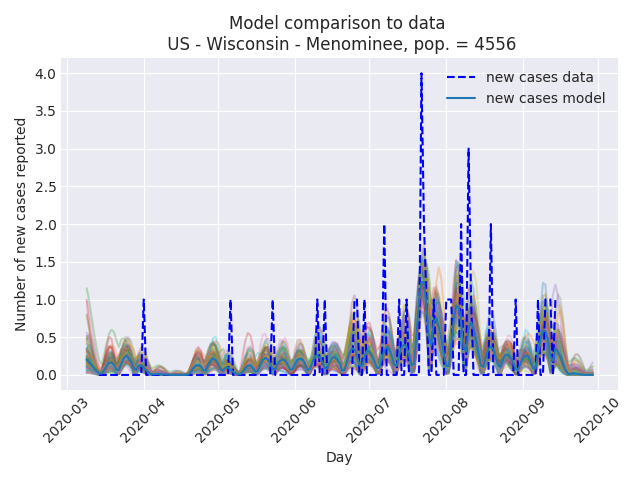 Model comparison to data
US - Wisconsin - Menominee, pop. = 4556
new cases data
new cases model
Number of new cases reported
4.0
3.5
3.0
2.5
2.0
1.5
1.0
0.5
0.0
2020-03
2020-04
2020-05
2020-06
2020-07
2020-08
2020-09
2020-10
Day